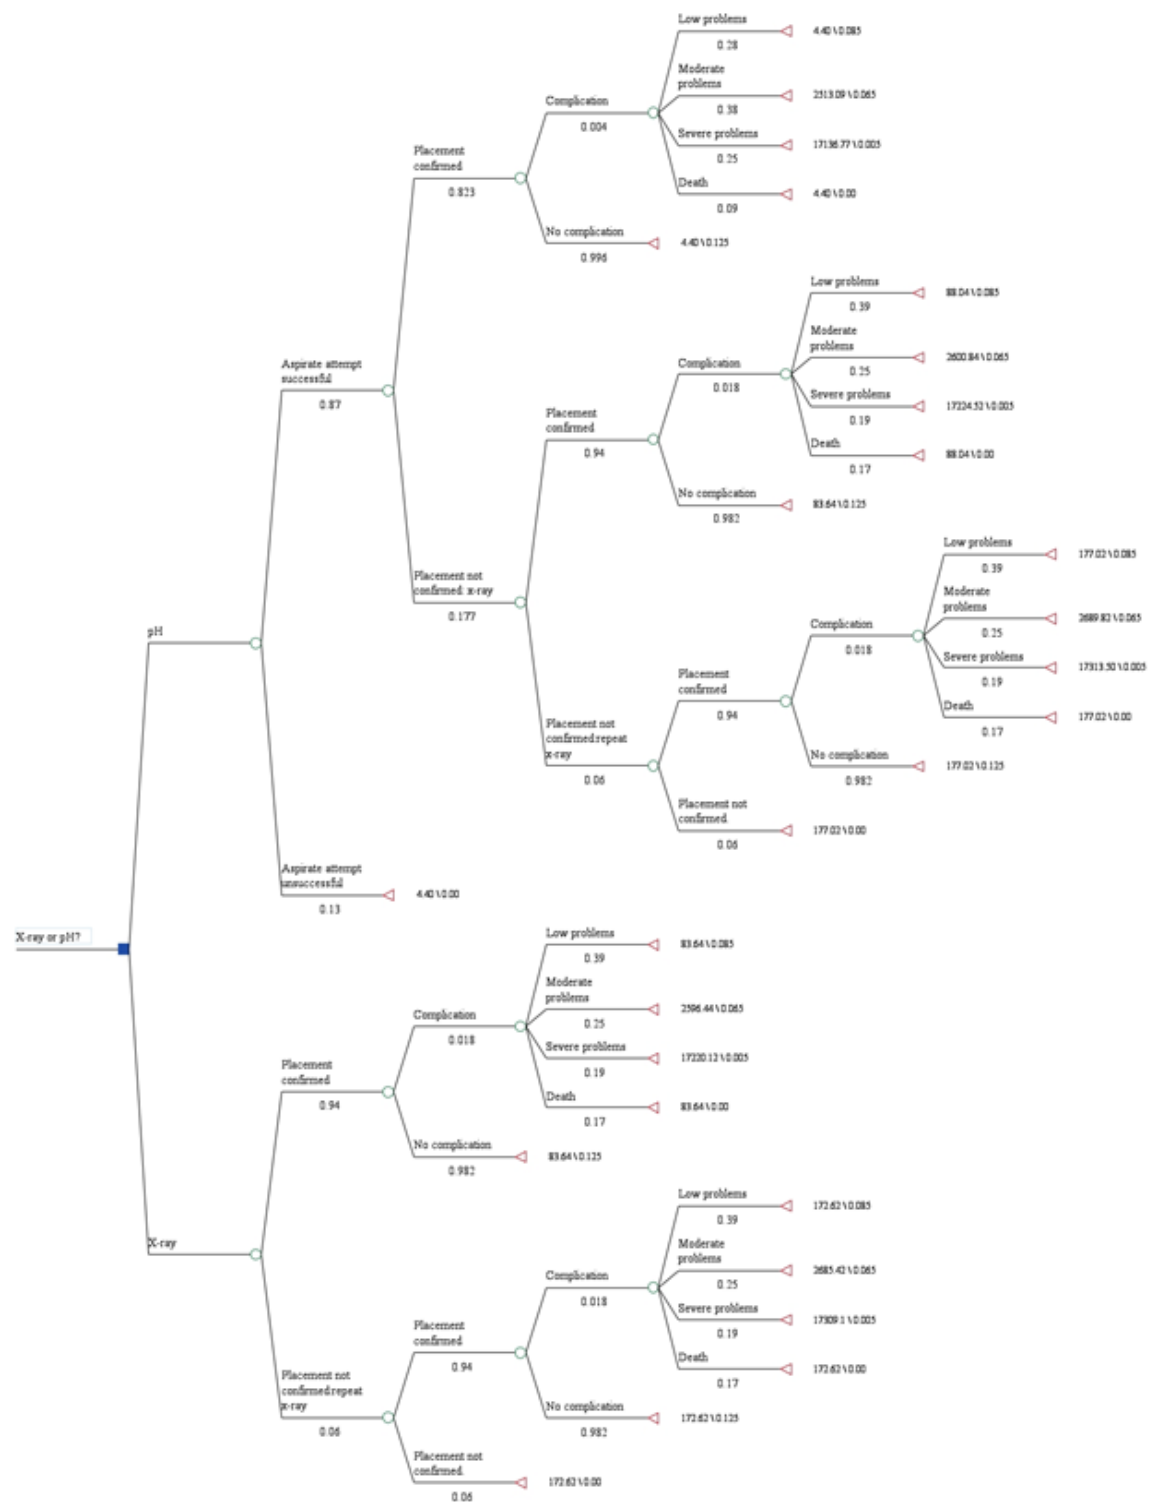 Low problems
0.28
4.40 \ 0.085
Moderate
problems
0.38
2513.09 \ 0.065
Complication
0.004
Severe problems
0.25
17136.77 \ 0.005
Placement
confirmed
0.823
Death
0.09
4.40 \ 0.00
No complication
0.996
4.40 \ 0.125
Low problems
0.39
88.04 \ 0.085
Moderate
problems
0.25
2600.84 \ 0.065
Aspirate attempt
successful
0.87
Complication
0.018
Severe problems
0.19
17224.52 \ 0.005
Placement
confirmed
0.94
Death
0.17
88.04 \ 0.00
No complication
0.982
83.64 \ 0.125
Low problems
0.39
177.02 \ 0.085
Placement not
confirmed: x-ray
0.177
Moderate
problems
0.25
2689.82 \ 0.065
pH
Complication
0.018
Severe problems
0.19
17313.50 \ 0.005
Placement
confirmed
0.94
Death
0.17
177.02 \ 0.00
Placement not
confirmed:repeat
x-ray
0.06
No complication
0.982
177.02 \ 0.125
Placement not
confirmed
0.06
177.02 \ 0.00
Aspirate attempt
unsuccessful
0.13
4.40 \ 0.00
X-ray or pH?
Low problems
0.39
83.64 \ 0.085
Moderate
problems
0.25
2596.44 \ 0.065
Complication
0.018
Severe problems
0.19
17220.12 \ 0.005
Placement
confirmed
0.94
Death
0.17
83.64 \ 0.00
No complication
0.982
83.64 \ 0.125
X-ray
Low problems
0.39
172.62 \ 0.085
Moderate
problems
0.25
2685.42 \ 0.065
Complication
0.018
Severe problems
0.19
17309.1 \ 0.005
Placement
confirmed
0.94
Death
0.17
172.62 \ 0.00
Placement not
confirmed:repeat
x-ray
0.06
No complication
0.982
172.62 \ 0.125
Placement not
confirmed
0.06
172.62 \ 0.00